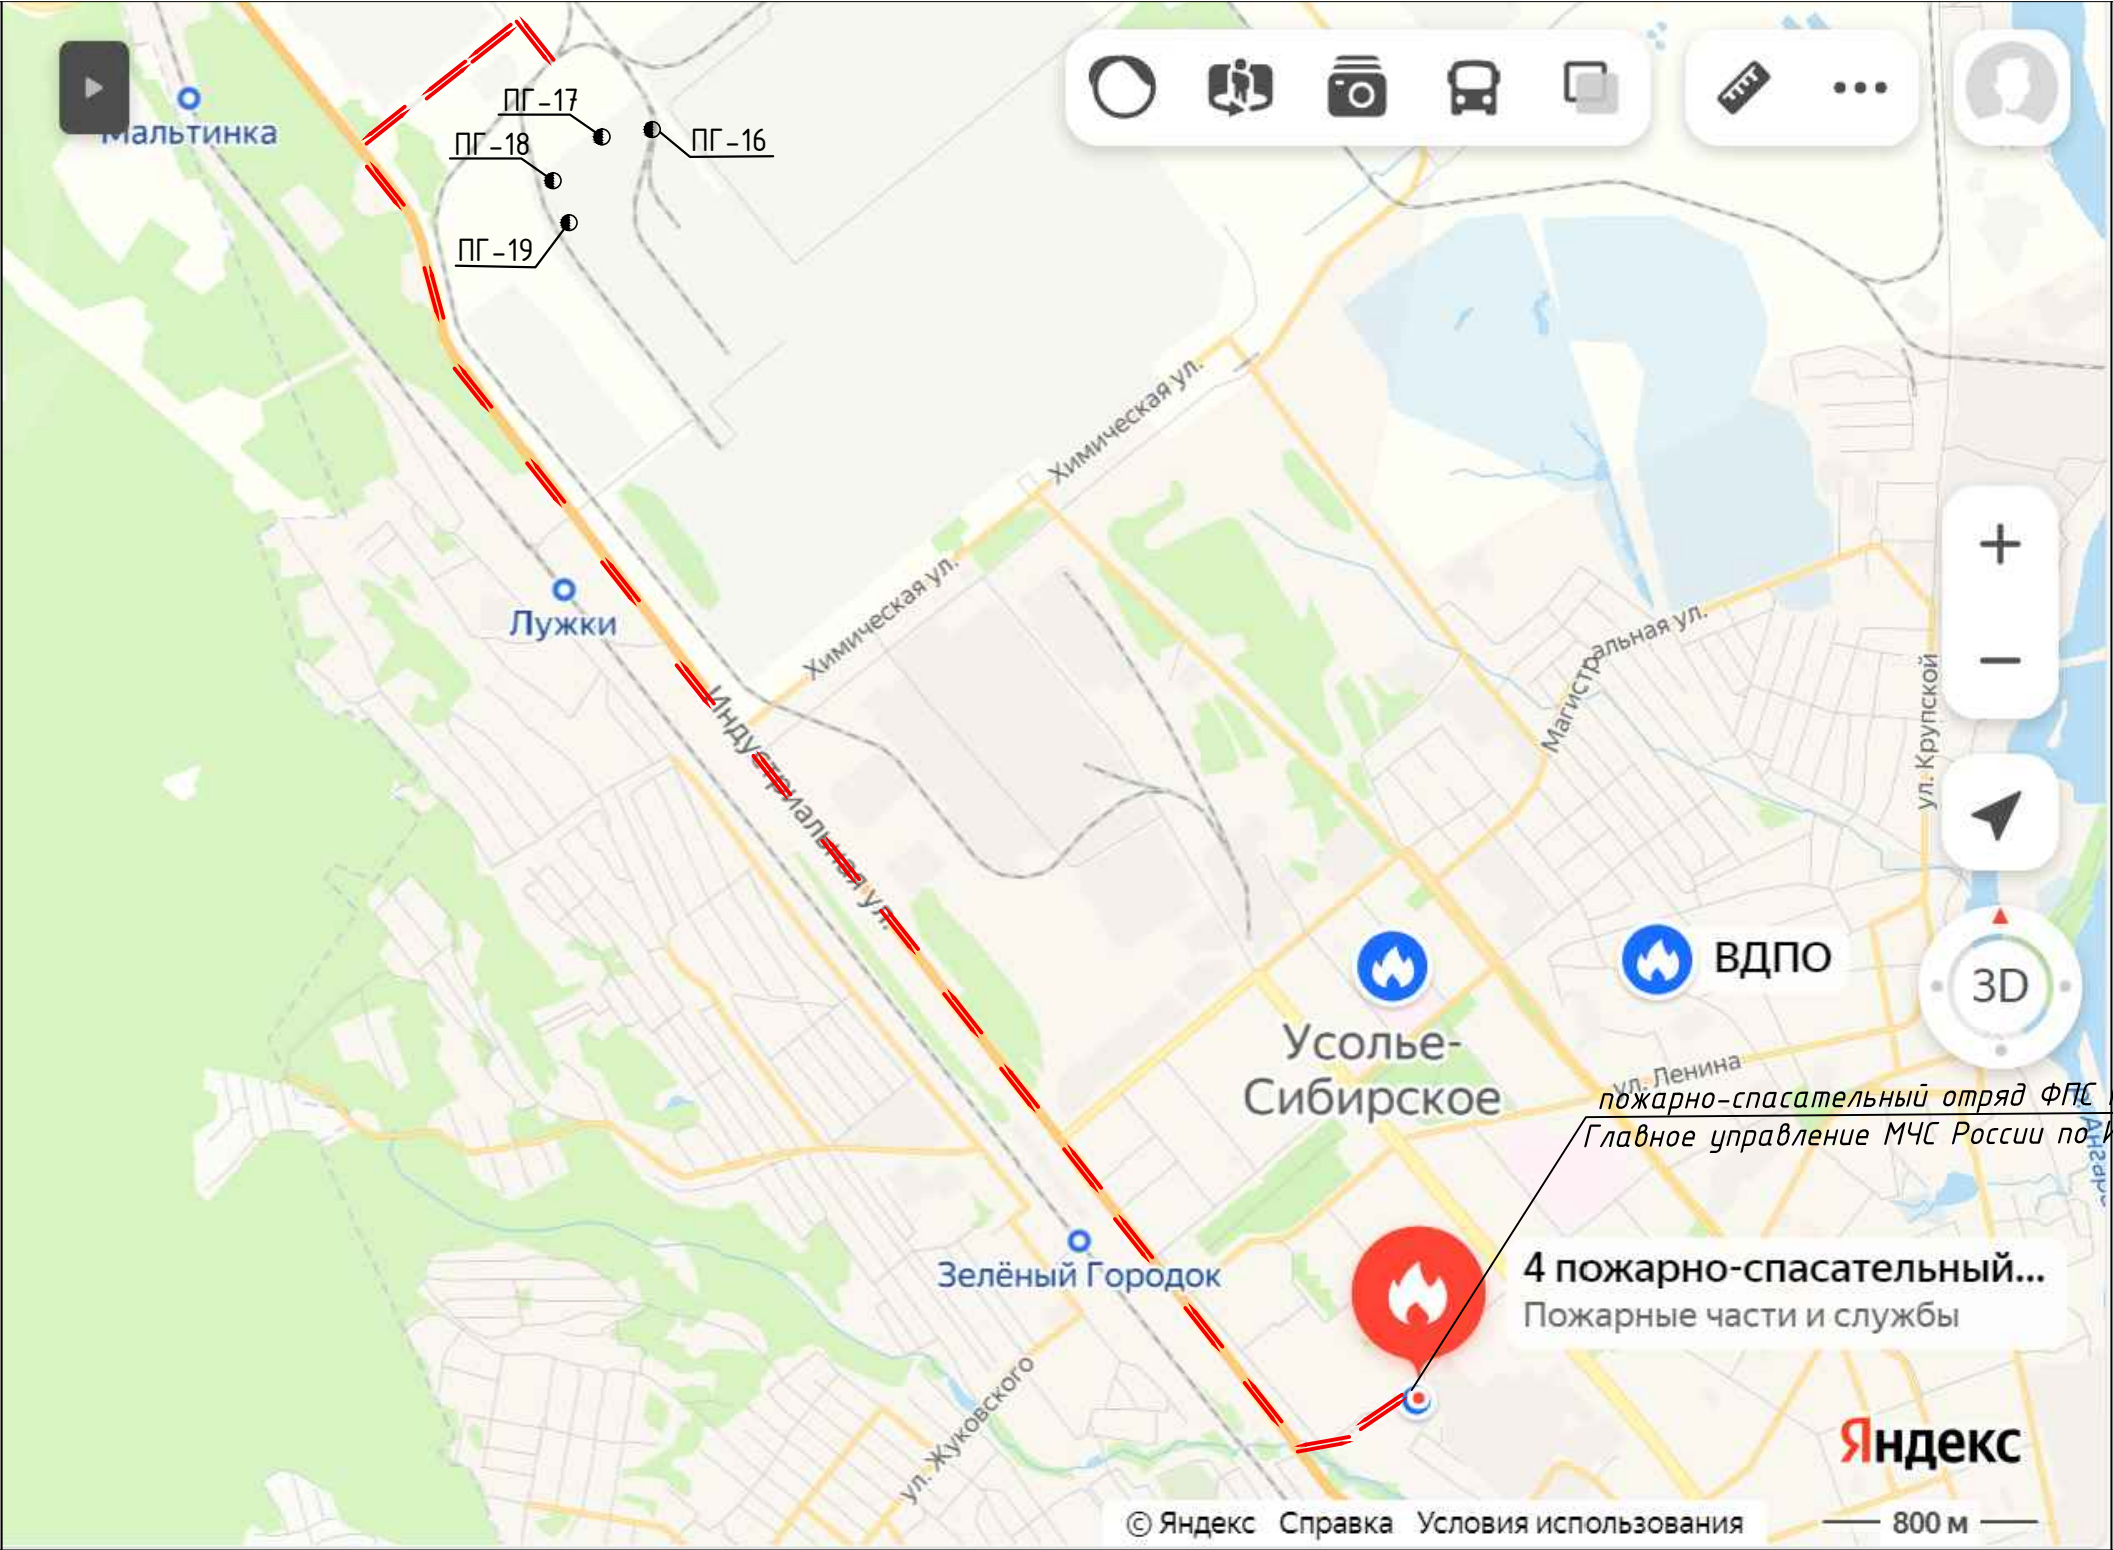 Мальтинка
ПГ-17
ПГ-18
ПГ-16
ПГ-19
Химическая ул.
Химическая ул.
Лужки
Магистральная ул.
ул. Крупской
Индустриальная ул.
ВДПО
3D
Усолье-
Сибирское
ул. Ленина
пожарно-спасательный отряд ФПС
Главное управление МЧС России по
Зелёный Городок
4 пожарно-спасательный...
Пожарные части и службы
ул. Жуковского
Яндекс
© Яндекс Справка Условия использования
800 м